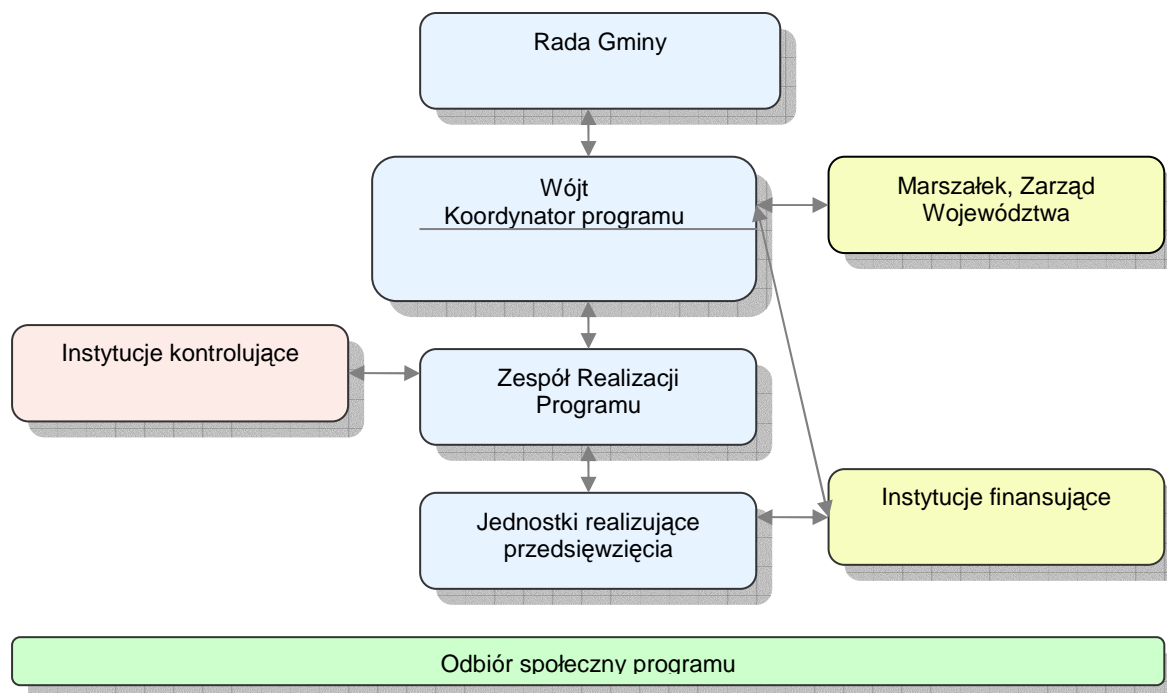 Rada Gminy
Wójt
Koordynator programu
Marszałek, Zarząd
Województwa
Instytucje kontrolujące
Zespół Realizacji
Programu
Instytucje finansujące
Jednostki realizujące
przedsięwzięcia
Odbiór społeczny programu